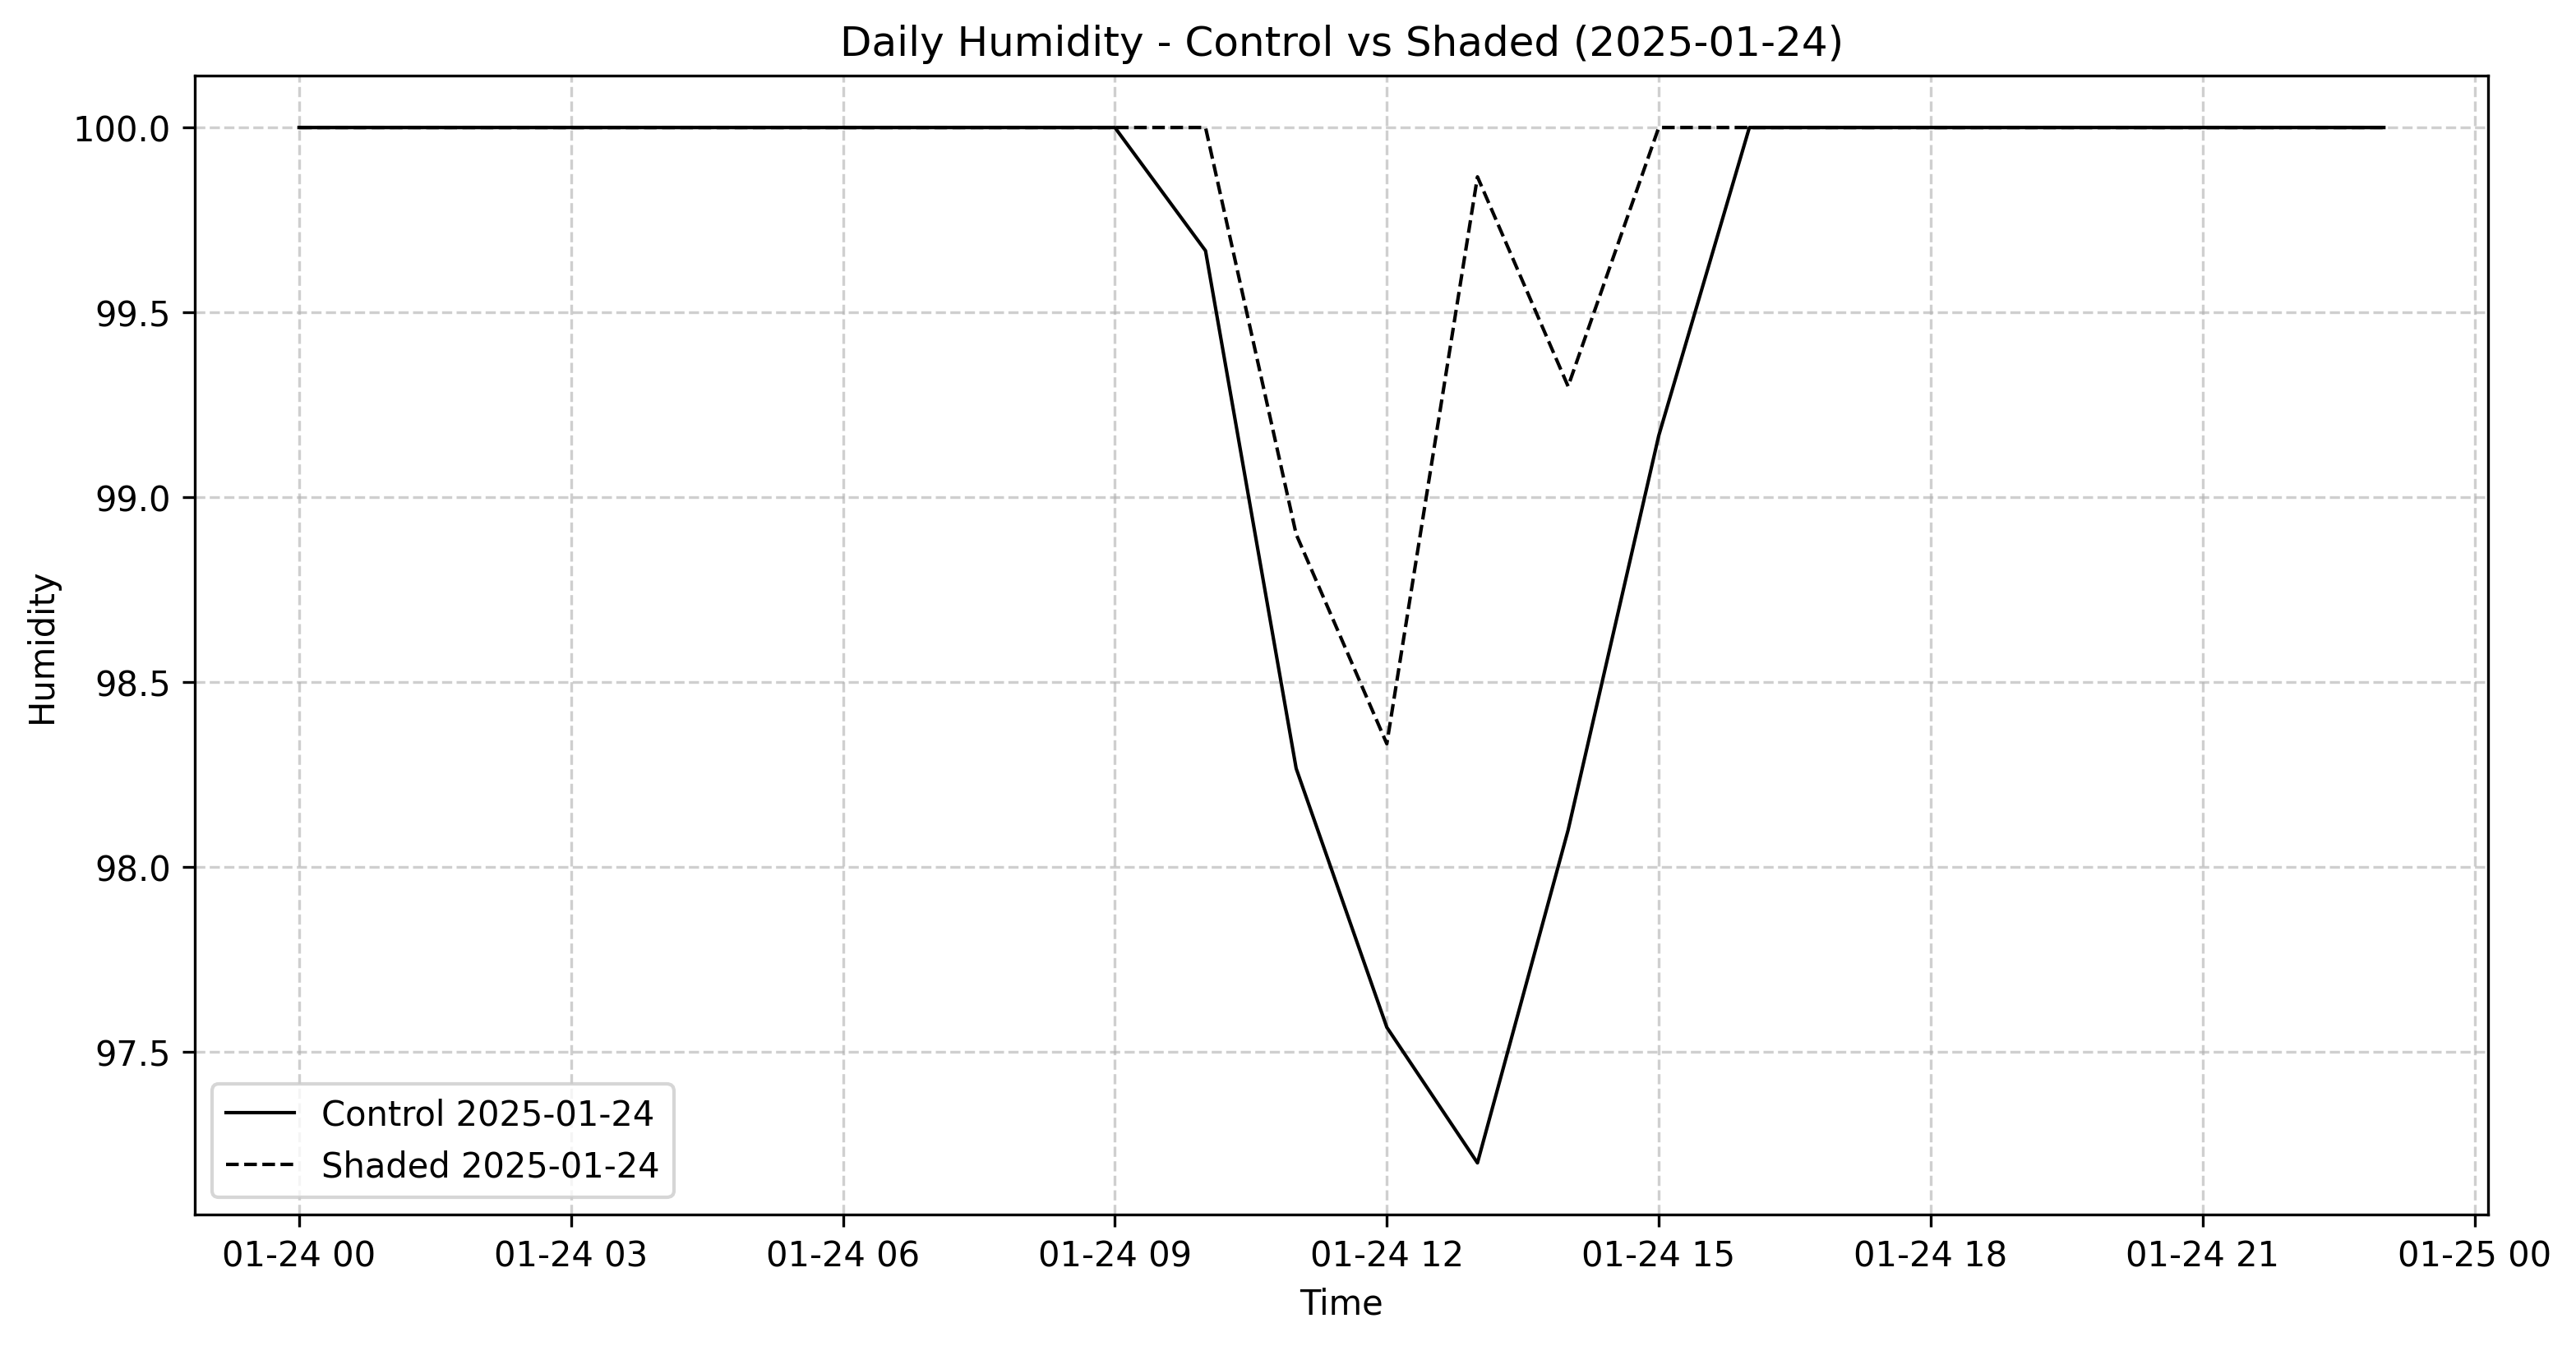 Daily Humidity - Control vs Shaded (2025-01-24)
100.0
99.5
99.0
98.5
98.0
97.5
Humidity
Control 2025-01-24
Shaded 2025-01-24
01-24 00 01-24 03 01-24 06 01-24 09 01-24 12 01-24 15 01-24 18 01-24 21 01-25 00
Time